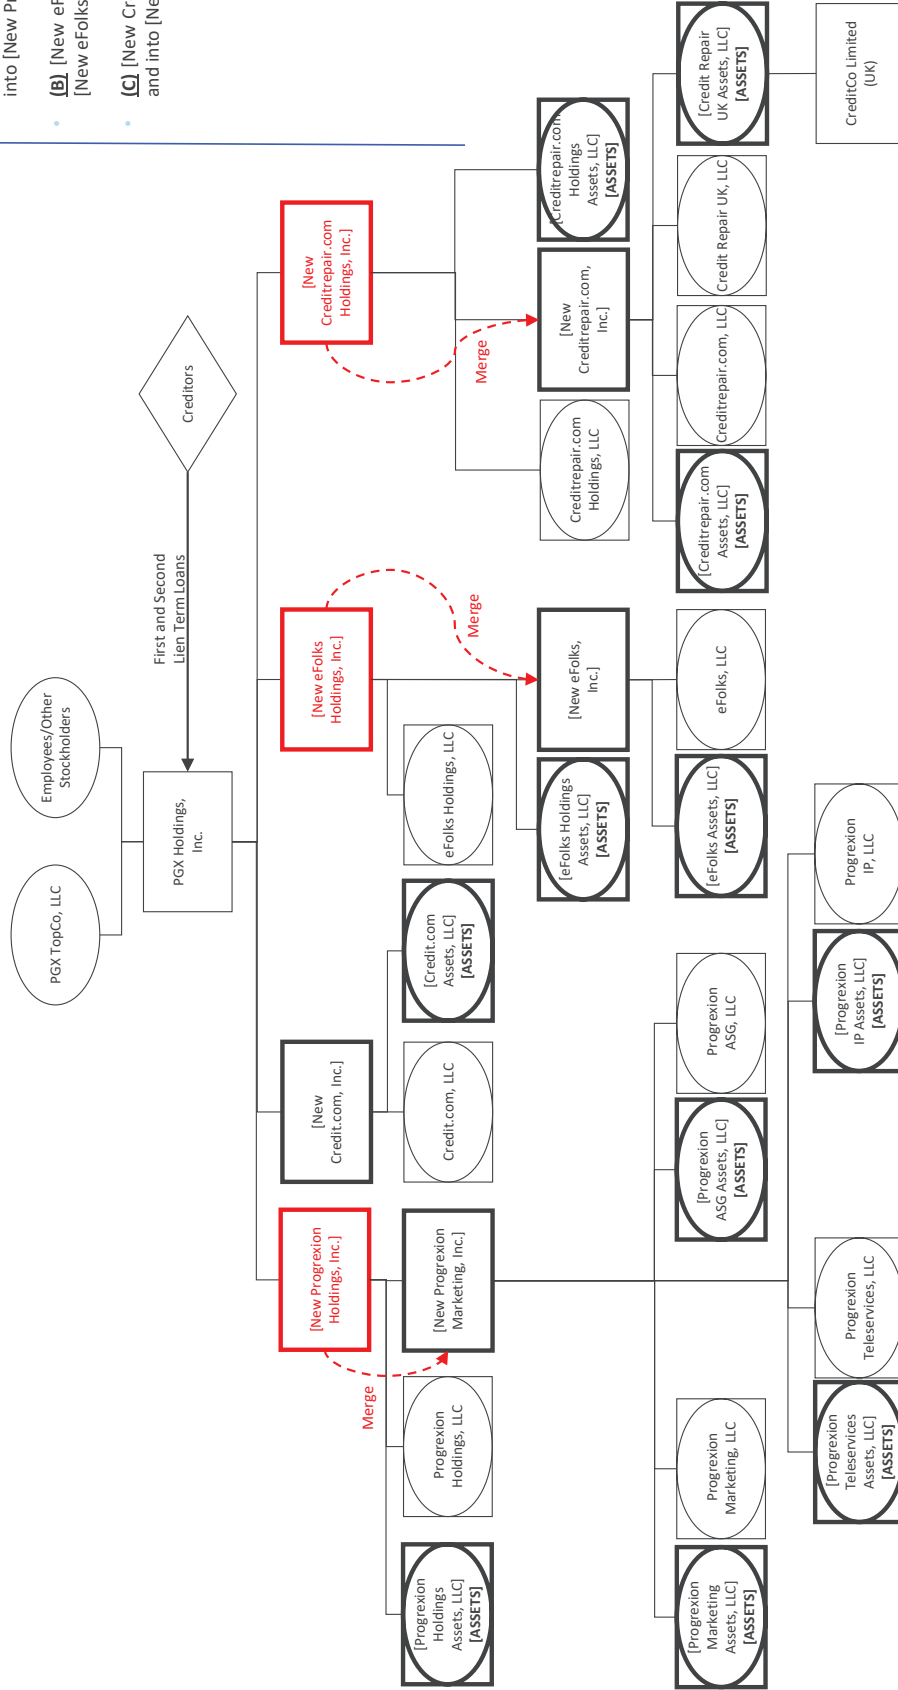 into [New Pr
(B) [New eF
[New eFolks
(C) [New Cr
and into [Ne
PGX TopCo, LLC
Employees/Other
Stockholders
PGX Holdings,
Inc.
First and Second
Lien Term Loans
Creditors
[New Progrexion
Holdings, Inc.]
[New
Credit.com, Inc.]
[New eFolks
Holdings, Inc.]
[New
Creditrepair.com
Holdings, Inc.]
Merge
[Progrexion
Holdings
Assets, LLC]
[ASSETS]
Progrexion
Holdings, LLC
[New Progrexion
Marketing, Inc.]
Credit.com, LLC
[Credit.com
Assets, LLC]
[ASSETS]
eFolks Holdings, LLC
Merge
Merge
[eFolks Holdings
Assets, LLC]
[ASSETS]
[New eFolks,
Inc.]
Creditrepair.com
Holdings, LLC
[New
Creditrepair.com,
Inc.]
[Creditrepair.com
Holdings
Assets, LLC]
[ASSETS]
[Progrexion
Marketing
Assets, LLC]
[ASSETS]
Progrexion
Marketing, LLC
[Progrexion
ASG Assets, LLC]
[ASSETS]
Progrexion
ASG, LLC
[eFolks Assets, LLC]
[ASSETS]
eFolks, LLC
[Creditrepair.com
Assets, LLC]
[ASSETS]
Creditrepair.com, LLC
Credit Repair UK, LLC
[Credit Repair
UK Assets, LLC]
[ASSETS]
[Progrexion
Teleservices
Assets, LLC]
[ASSETS]
Progrexion
Teleservices, LLC
[Progrexion
IP Assets, LLC]
[ASSETS]
Progrexion
IP, LLC
CreditCo Limited
(UK)